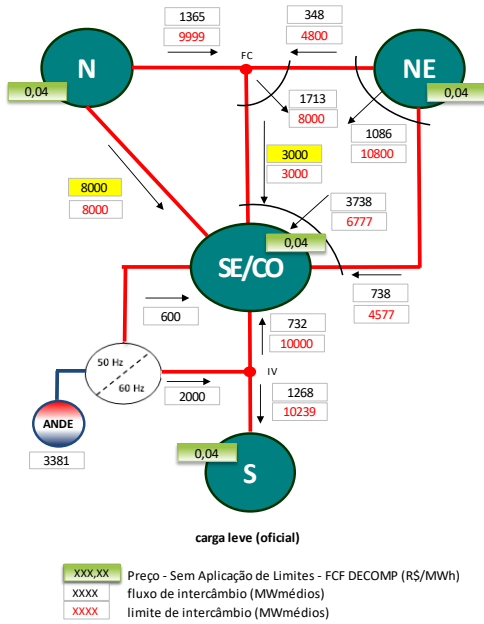 1365
9999
348
4800
FC
N
NE
0,04
0,04
1713
8000
1086
10800
3000
3000
8000
8000
3738
6777
0,04
SE/CO
738
4577
600
732
10000
50 Hz
60 Hz
IV
2000
1268
10239
ANDE
3381
0,04
S
carga leve (oficial)
XXX,XX Preço - Sem Aplicação de Limites - FCF DECOMP (R$/MWh)
XXXX fluxo de intercâmbio (MWmédios)
XXXX limite de intercâmbio (MWmédios)